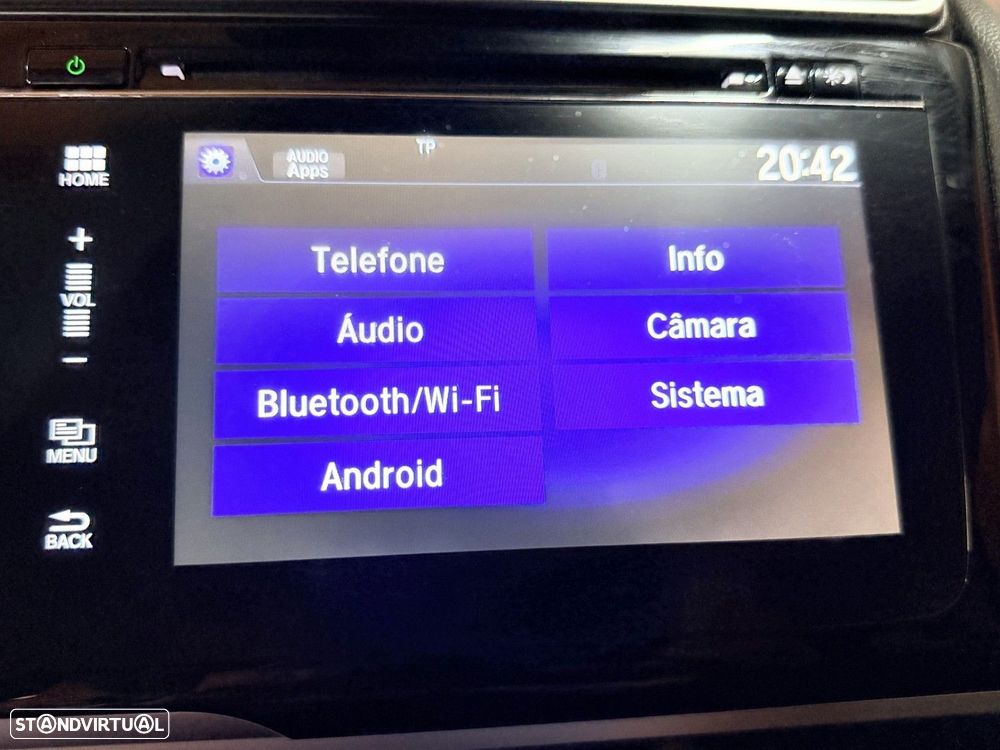 AUDIO
Apps
TP
20:42
HOME
+
VOL
−
MENU
BACK
Telefone
Info
Áudio
Câmara
Bluetooth/Wi-Fi
Sistema
Android
STANDVIRTUAL